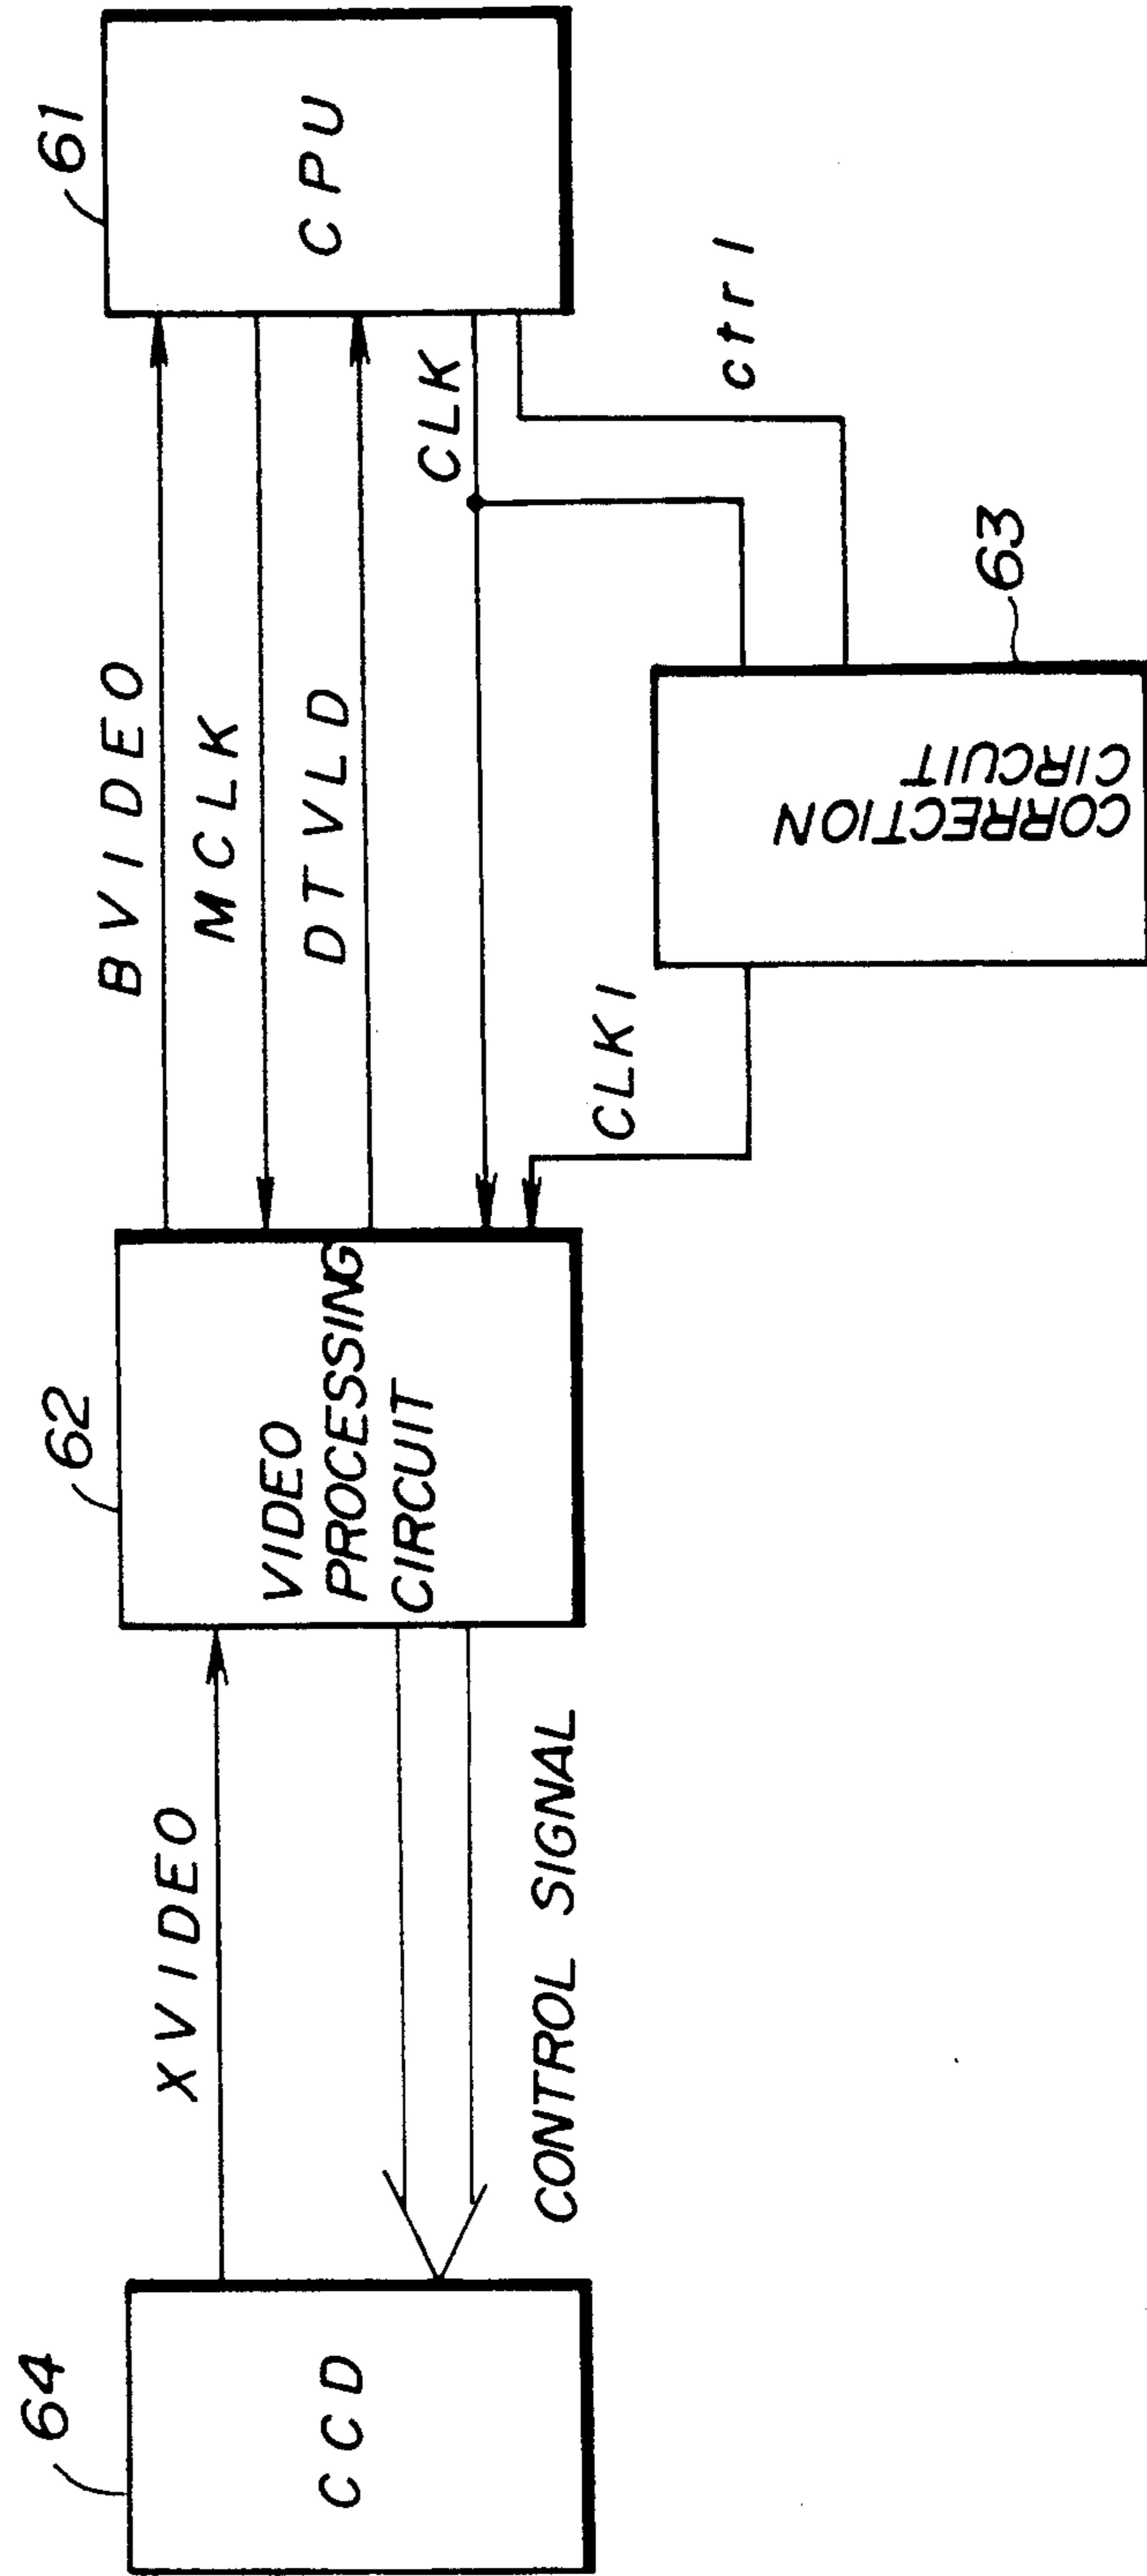 64
CCD
XVIDEO
CONTROL SIGNAL
62
VIDEO
PROCESSING
CIRCUIT
BVIDEO
MCLK
DTVLD
CLK
CLK1
ctrl
61
CPU
63
CORRECTION
CIRCUIT